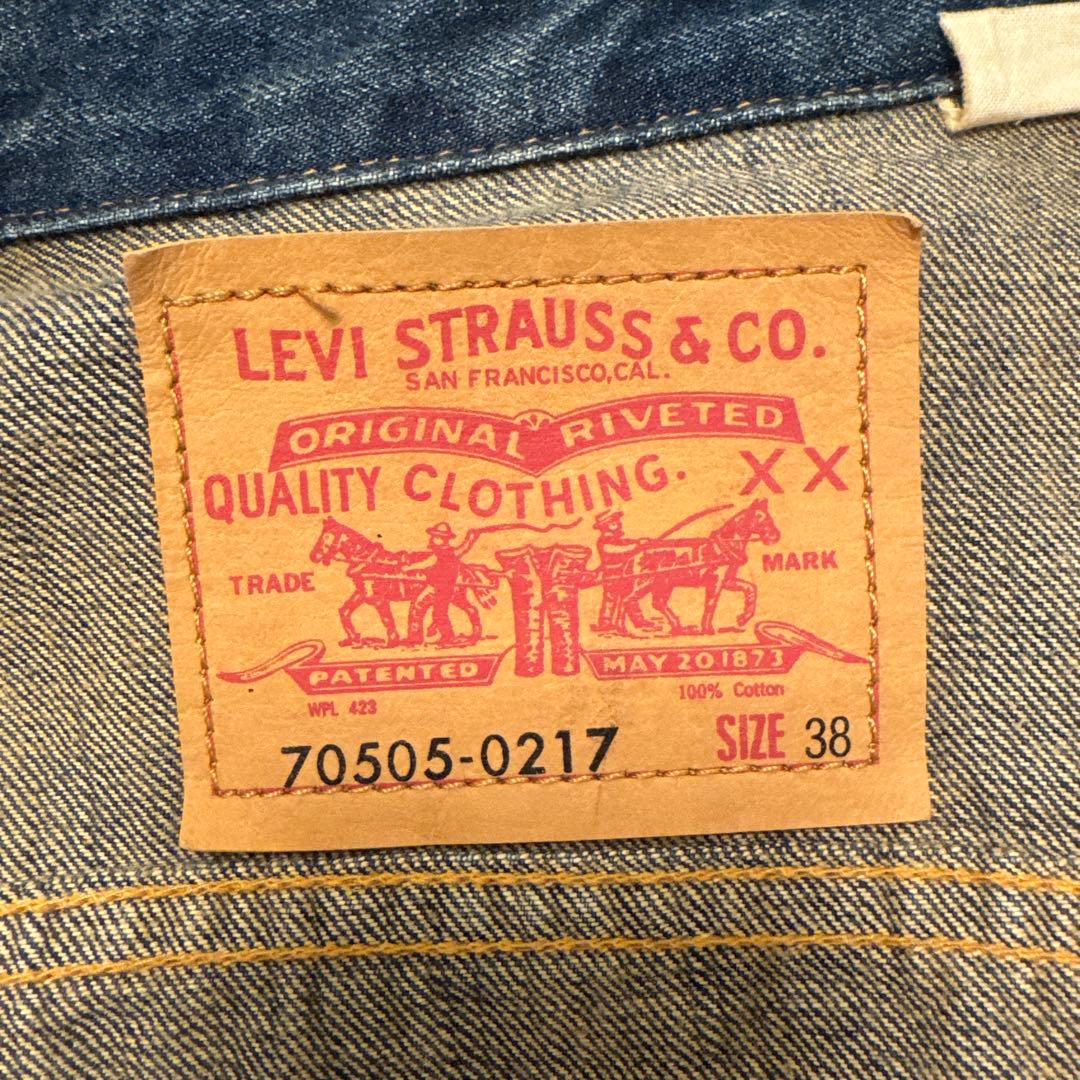 LEVI STRAUSS & CO.
SAN FRANCISCO, CAL.
ORIGINAL RIVETED
QUALITY CLOTHING. XX
TRADE MARK
PATENTED MAY 20 1873
WPL 423 100% Cotton
70505-0217 SIZE 38